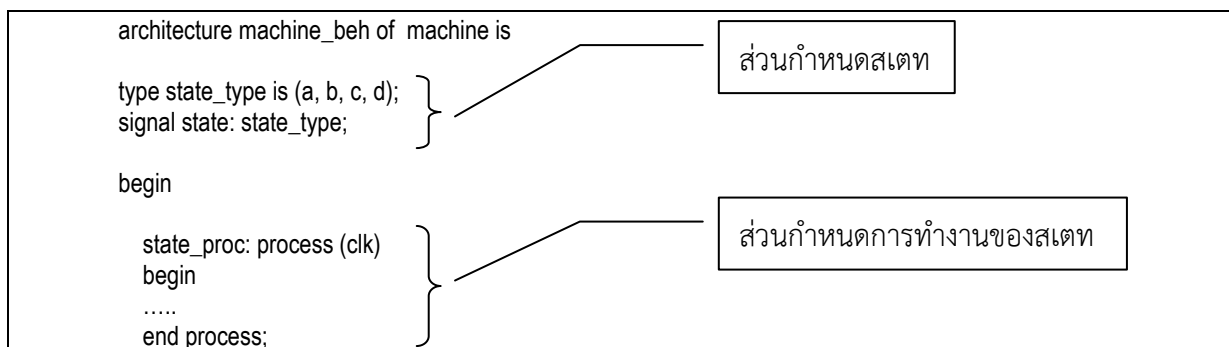 architecture machine_beh of machine is
ส่วนกำหนดสเตท
type state_type is (a, b, c, d);
signal state: state_type;
begin
ส่วนกำหนดการทำงานของสเตท
state_proc: process (clk)
begin
…..
end process;